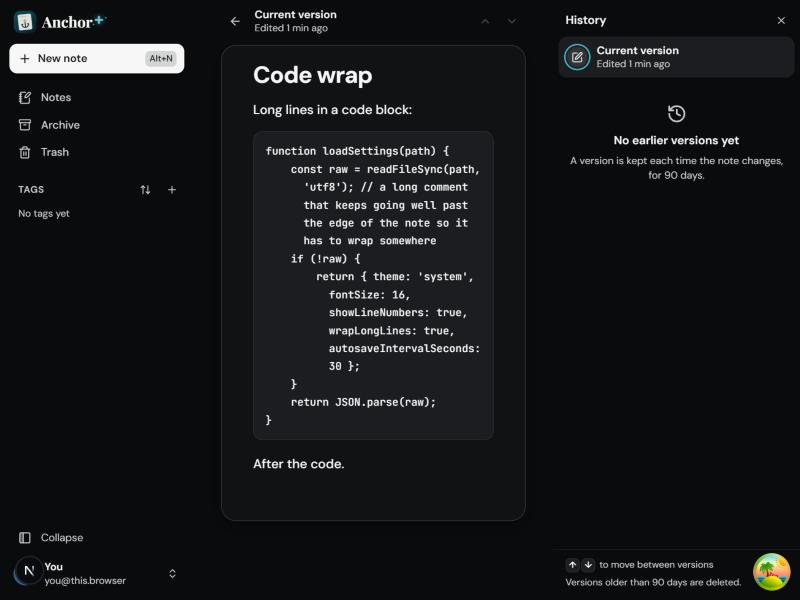 Anchor+
New note Alt+N
Notes
Archive
Trash
TAGS
No tags yet
Collapse
N
You
you@this.browser
Current version
Edited 1 min ago
Code wrap
Long lines in a code block:
function loadSettings(path) {
    const raw = readFileSync(path,
      'utf8'); // a long comment
      that keeps going well past
      the edge of the note so it
      has to wrap somewhere
    if (!raw) {
        return { theme: 'system',
          fontSize: 16,
          showLineNumbers: true,
          wrapLongLines: true,
          autosaveIntervalSeconds:
          30 };
    }
    return JSON.parse(raw);
}
After the code.
History
Current version
Edited 1 min ago
No earlier versions yet
A version is kept each time the note changes,
for 90 days.
↑ ↓ to move between versions
Versions older than 90 days are deleted.